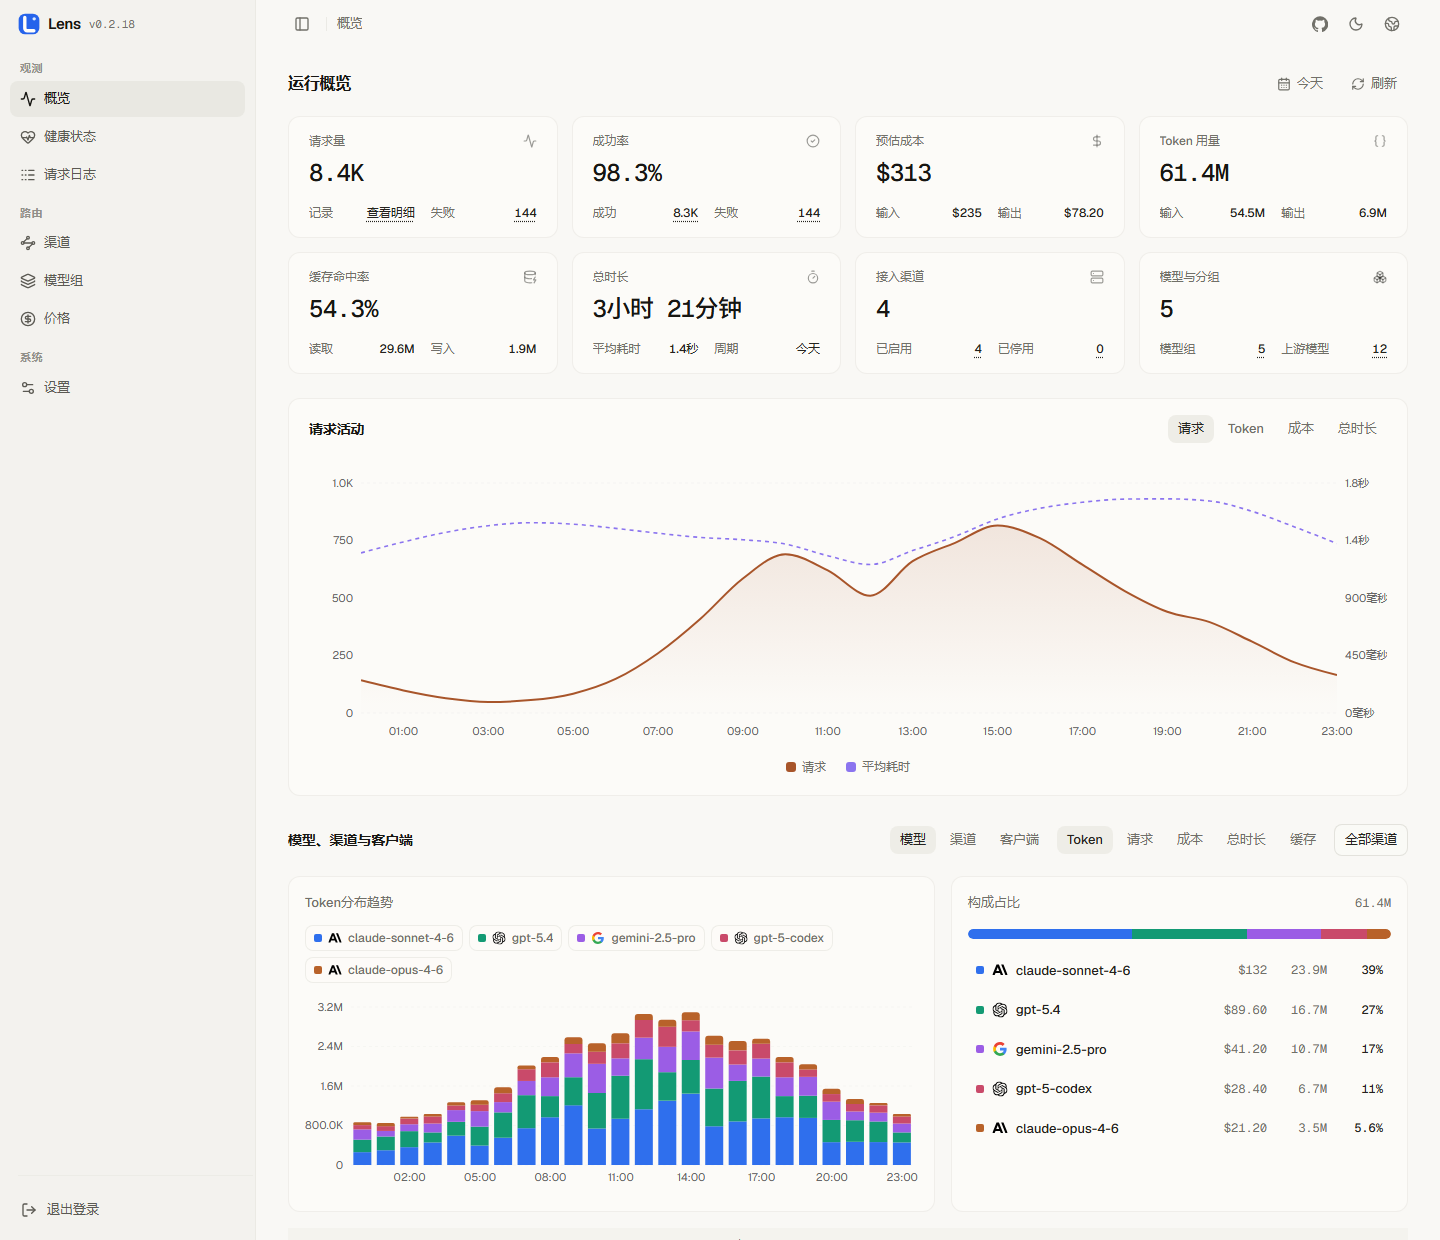 Lens v0.2.18
概览
观测
概览
健康状态
请求日志
路由
渠道
模型组
价格
系统
设置
退出登录
运行概览
今天 刷新
请求量
8.4K
记录 查看明细 失败 144
成功率
98.3%
成功 8.3K 失败 144
预估成本
$313
输入 $235 输出 $78.20
Token 用量
61.4M
输入 54.5M 输出 6.9M
缓存命中率
54.3%
读取 29.6M 写入 1.9M
总时长
3小时 21分钟
平均耗时 1.4秒 周期 今天
接入渠道
4
已启用 4 已停用 0
模型与分组
5
模型组 5 上游模型 12
请求活动
请求 Token 成本 总时长
1.0K 1.8秒
750 1.4秒
500 900毫秒
250 450毫秒
0 0毫秒
01:00 03:00 05:00 07:00 09:00 11:00 13:00 15:00 17:00 19:00 21:00 23:00
请求 平均耗时
模型、渠道与客户端
模型 渠道 客户端 Token 请求 成本 总时长 缓存 全部渠道
Token分布趋势
claude-sonnet-4-6 gpt-5.4 gemini-2.5-pro gpt-5-codex
claude-opus-4-6
3.2M
2.4M
1.6M
800.0K
0
02:00 05:00 08:00 11:00 14:00 17:00 20:00 23:00
构成占比 61.4M
claude-sonnet-4-6 $132 23.9M 39%
gpt-5.4 $89.60 16.7M 27%
gemini-2.5-pro $41.20 10.7M 17%
gpt-5-codex $28.40 6.7M 11%
claude-opus-4-6 $21.20 3.5M 5.6%